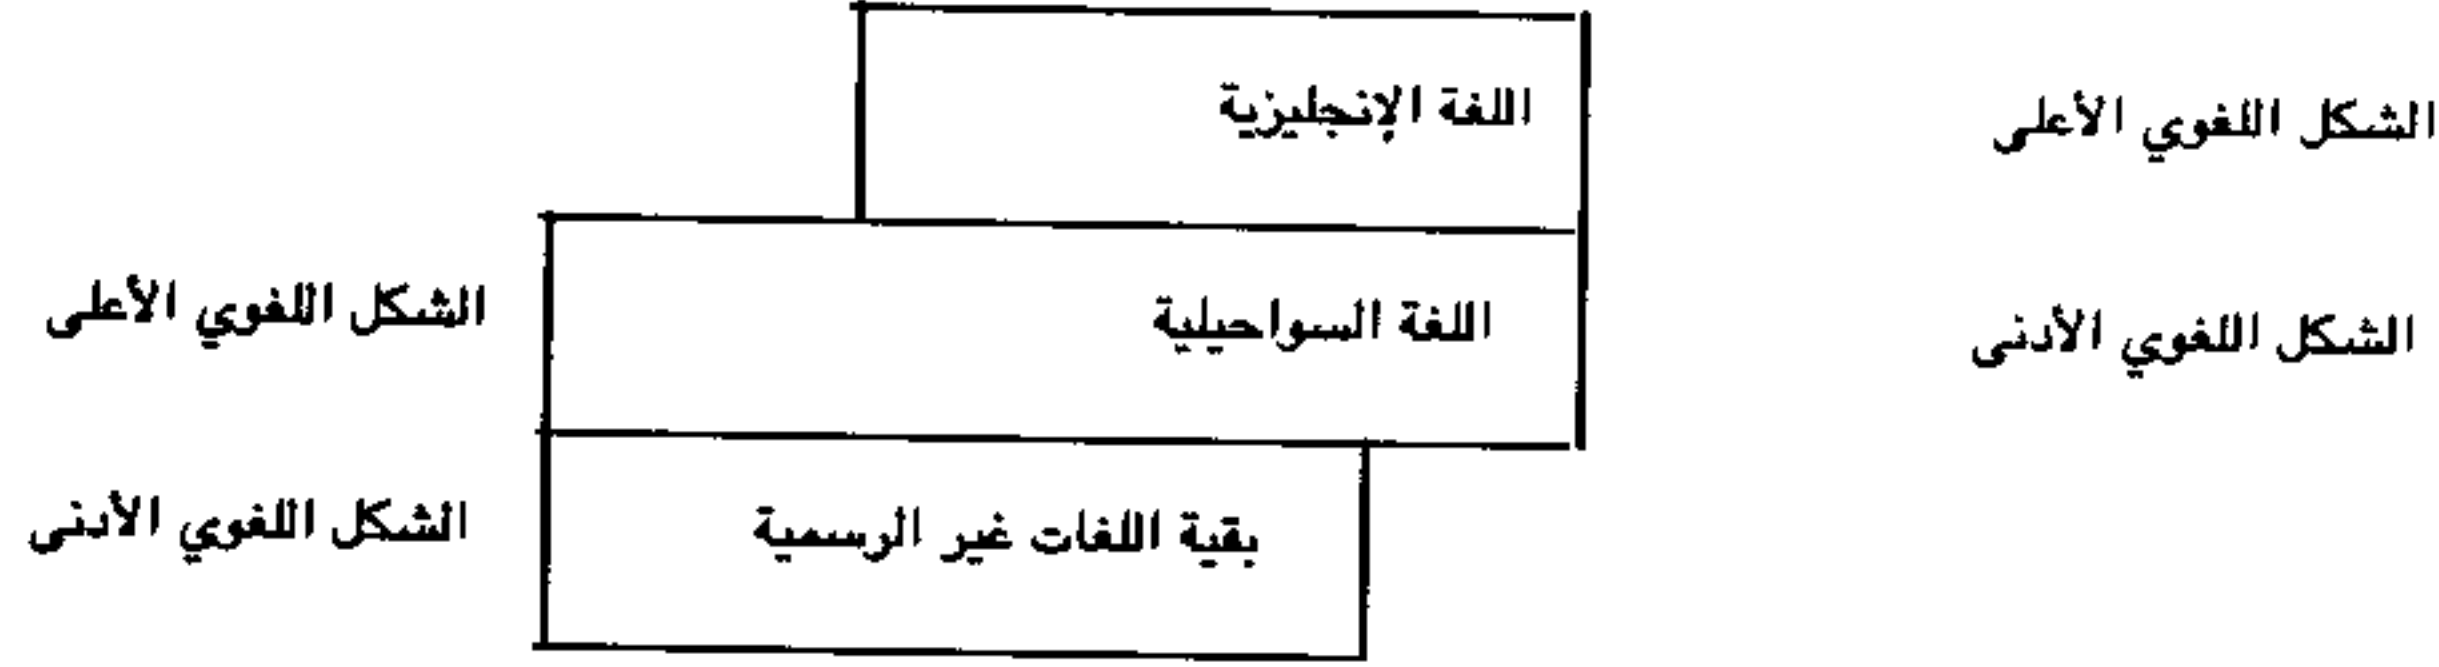 الشكل اللغوي الأعلى
اللغة الإنجليزية
الشكل اللغوي الأدنى
اللغة السواحيلية
الشكل اللغوي الأعلى
بقية اللغات غير الرسمية
الشكل اللغوي الأدنى